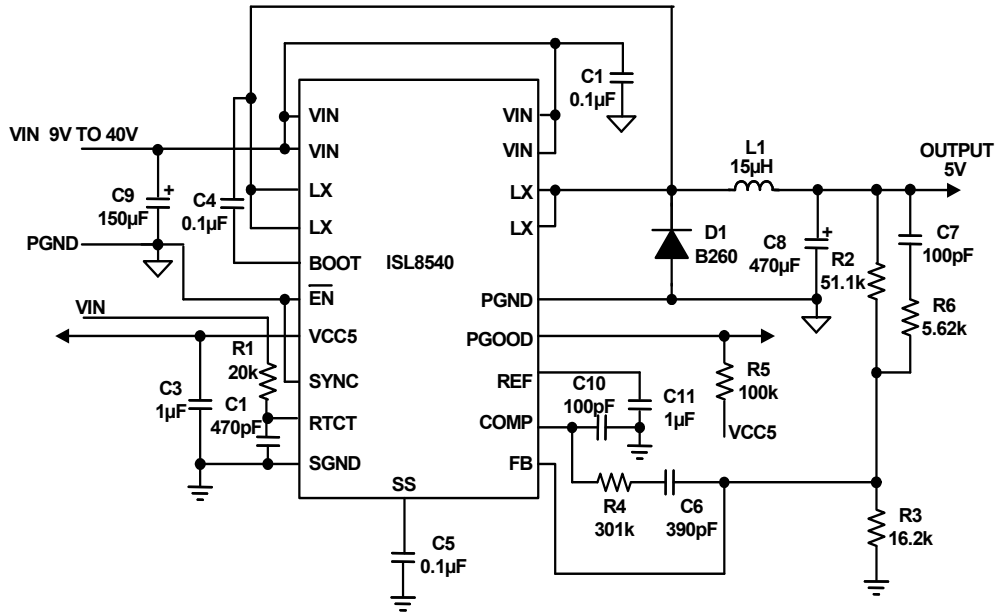 VIN 9V TO 40V
C9
150µF
PGND
VIN
C3
1µF
C4
0.1µF
R1
20k
C1
470pF
VIN
VIN
LX
LX
BOOT
EN
VCC5
SYNC
RTCT
SGND
SS
ISL8540
VIN
VIN
LX
LX
PGND
PGOOD
REF
COMP
FB
C5
0.1µF
C1
0.1µF
L1
15µH
OUTPUT
5V
D1
B260
C8
470µF
R2
51.1k
C7
100pF
R6
5.62k
R5
100k
VCC5
C10
100pF
C11
1µF
R4
301k
C6
390pF
R3
16.2k